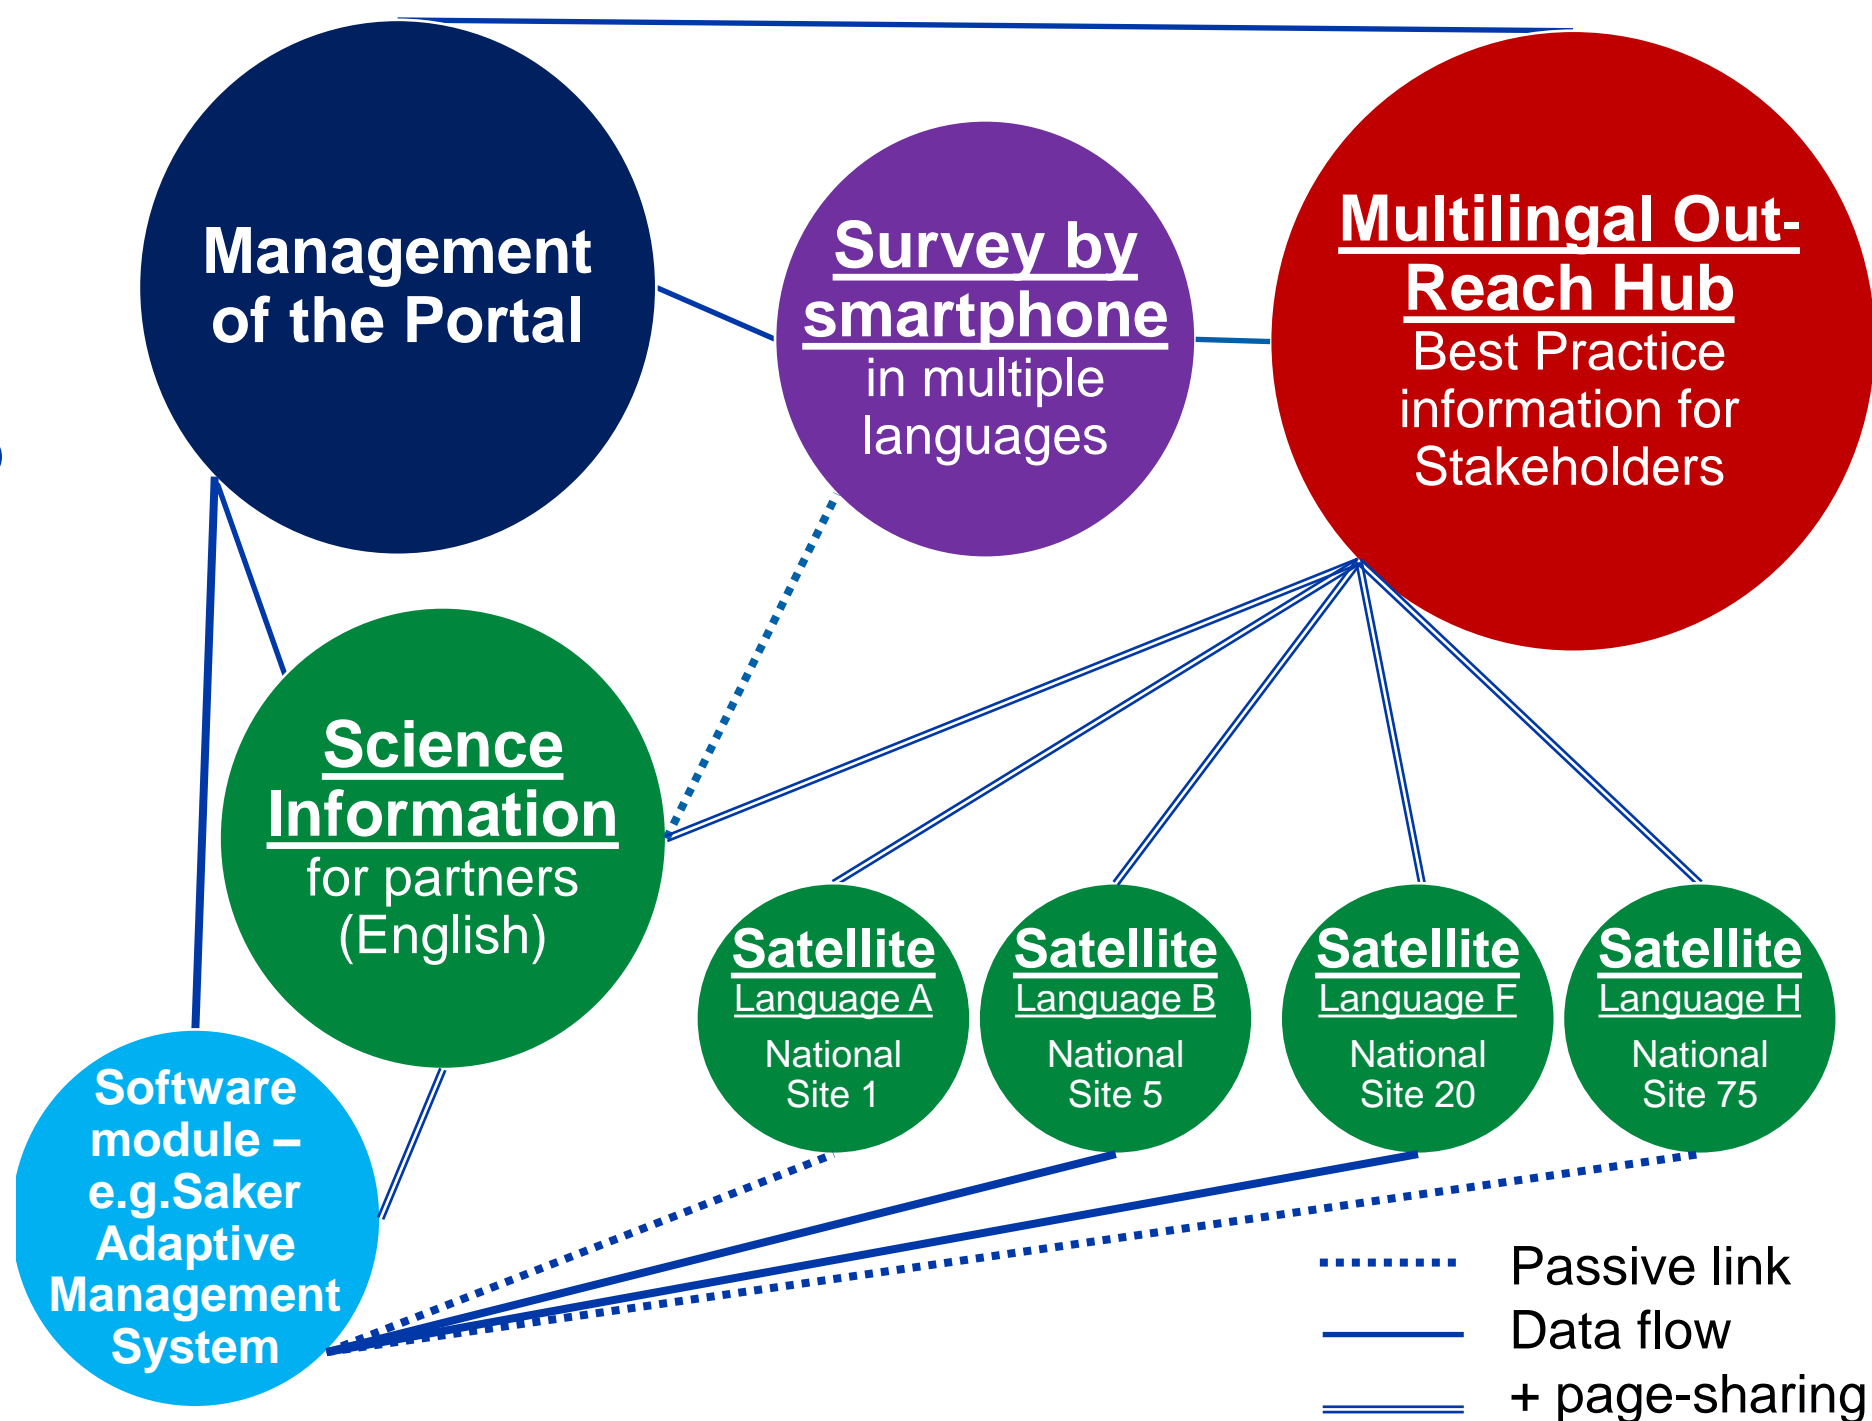 Management
of the Portal
Survey by
smartphone
in multiple
languages
Multilingal Out-
Reach Hub
Best Practice
information for
Stakeholders
Science
Information
for partners
(English)
Satellite
Language A
National
Site 1
Satellite
Language B
National
Site 5
Satellite
Language F
National
Site 20
Satellite
Language H
National
Site 75
Software
module –
e.g.Saker
Adaptive
Management
System
Passive link
Data flow
+ page-sharing